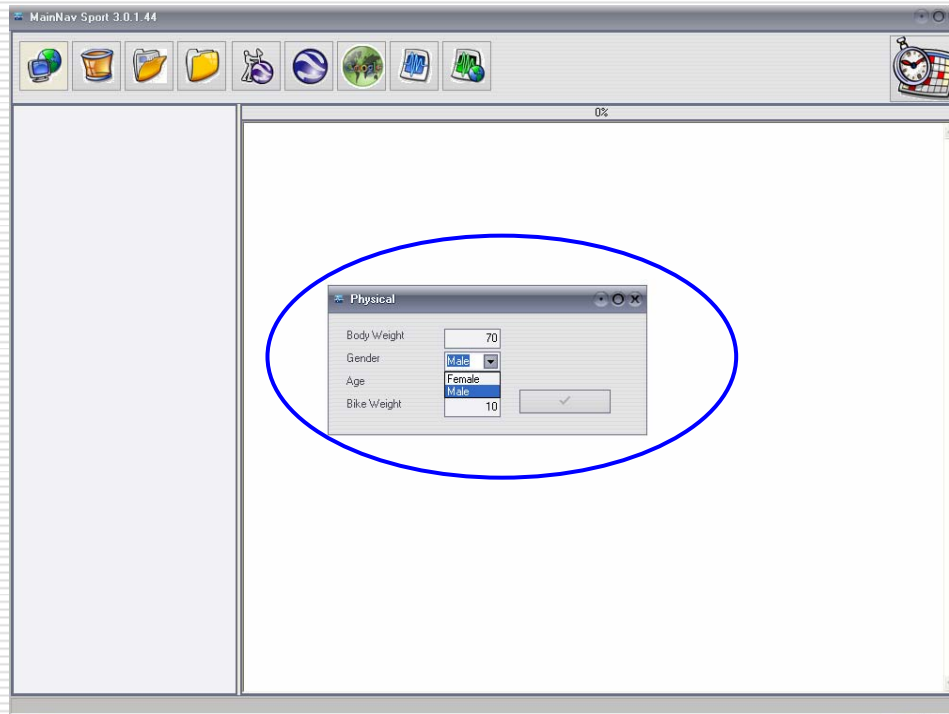 MainNav Sport 3.0.1.44
0%
Physical
Body Weight 70
Gender Male
Female
Age
Male
Bike Weight 10